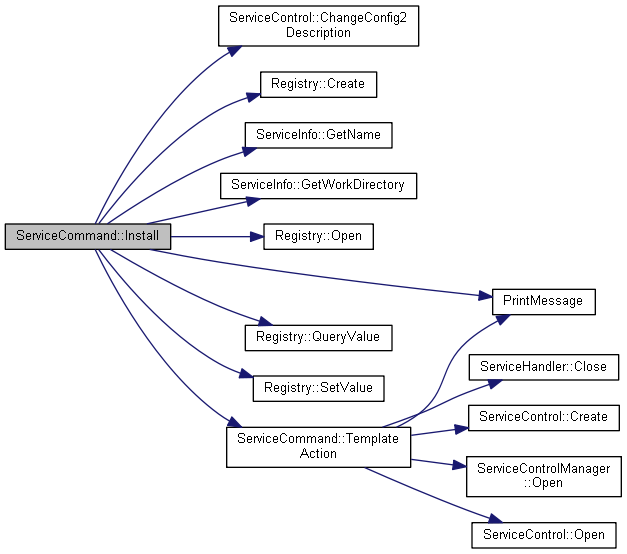 ServiceControl::ChangeConfig2
Description
Registry::Create
ServiceInfo::GetName
ServiceInfo::GetWorkDirectory
ServiceCommand::Install
Registry::Open
PrintMessage
Registry::QueryValue
ServiceHandler::Close
Registry::SetValue
ServiceControl::Create
ServiceCommand::Template
Action
ServiceControlManager
::Open
ServiceControl::Open